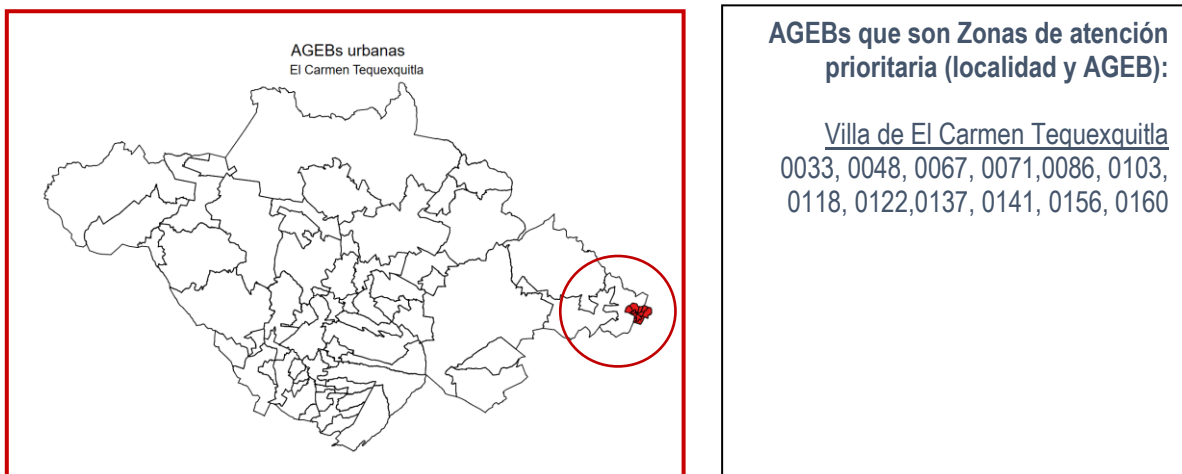 AGEBs urbanas
El Carmen Tequexquitla
AGEBs que son Zonas de atención
prioritaria (localidad y AGEB):
Villa de El Carmen Tequexquitla
0033, 0048, 0067, 0071,0086, 0103,
0118, 0122,0137, 0141, 0156, 0160